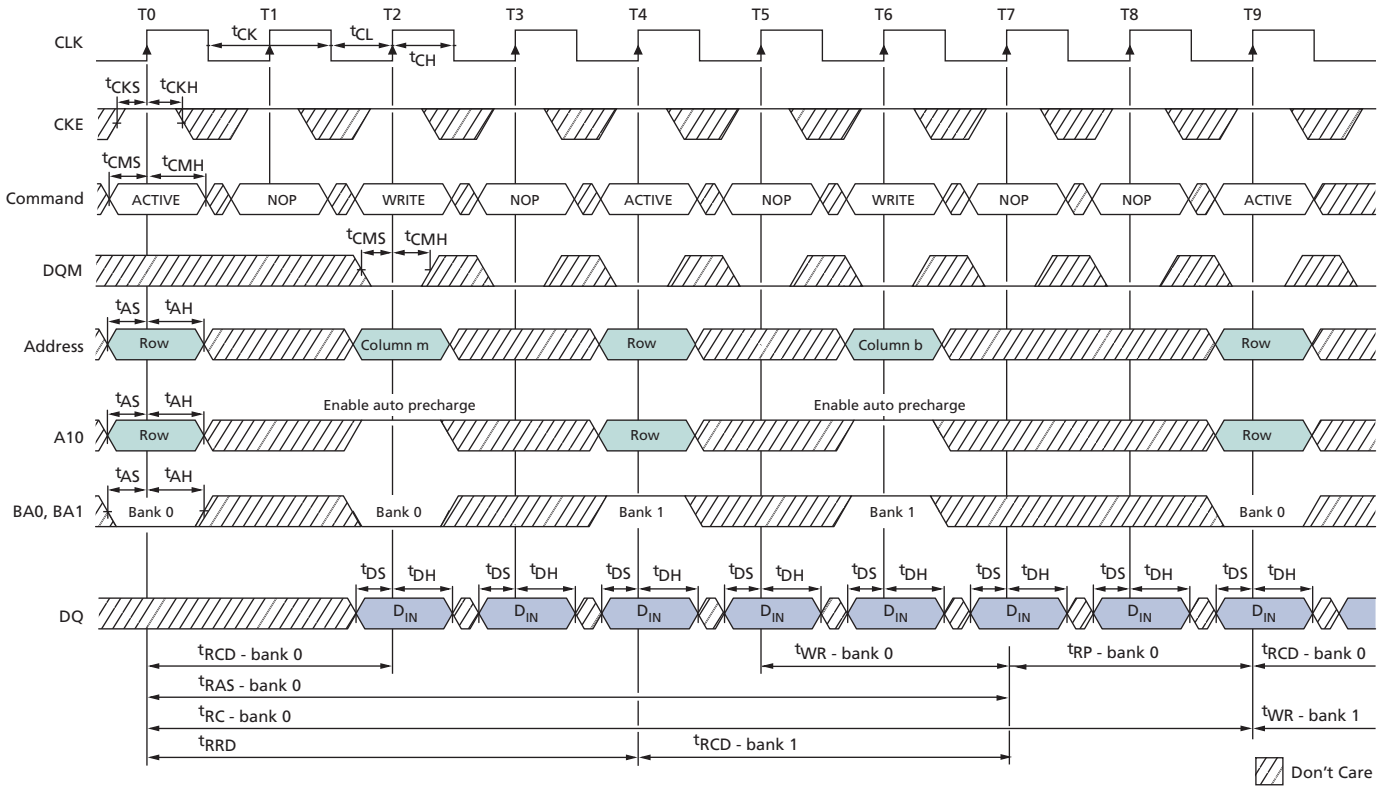 T0 T1 T2 T3 T4 T5 T6 T7 T8 T9
CLK
tCK tCL
tCH
tCKS tCKH
CKE
tCMS tCMH
Command ACTIVE NOP WRITE NOP ACTIVE NOP WRITE NOP NOP ACTIVE
tCMS tCMH
DQM
tAS tAH
Address Row Column m Row Column b Row
tAS tAH Enable auto precharge Enable auto precharge
A10 Row Row Row
tAS tAH
BA0, BA1 Bank 0 Bank 0 Bank 1 Bank 1 Bank 0
tDS tDH tDS tDH tDS tDH tDS tDH tDS tDH tDS tDH tDS tDH tDS tDH
DQ DIN DIN DIN DIN DIN DIN DIN DIN
tRCD - bank 0 tWR - bank 0 tRP - bank 0 tRCD - bank 0
tRAS - bank 0
tRC - bank 0 tWR - bank 1
tRRD tRCD - bank 1
Don't Care